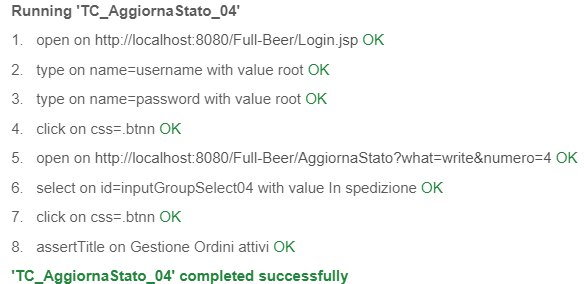 Running 'TC_AggiornaStato_04'
1. open on http://localhost:8080/Full-Beer/Login.jsp OK
2. type on name=username with value root OK
3. type on name=password with value root OK
4. click on css=.btnn OK
5. open on http://localhost:8080/Full-Beer/AggiornaStato?what=write&numero=4 OK
6. select on id=inputGroupSelect04 with value In spedizione OK
7. click on css=.btnn OK
8. assertTitle on Gestione Ordini attivi OK
'TC_AggiornaStato_04' completed successfully